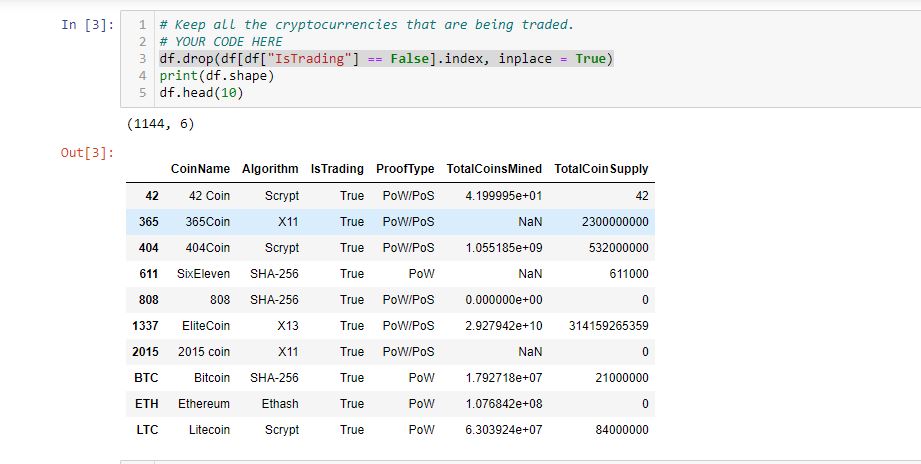 In [3]:
1 # Keep all the cryptocurrencies that are being traded.
2 # YOUR CODE HERE
3 df.drop(df[df["IsTrading"] == False].index, inplace = True)
4 print(df.shape)
5 df.head(10)
(1144, 6)
Out[3]:
CoinName Algorithm IsTrading ProofType TotalCoinsMined TotalCoinSupply
42 42 Coin Scrypt True PoW/PoS 4.199995e+01 42
365 365Coin X11 True PoW/PoS NaN 2300000000
404 404Coin Scrypt True PoW/PoS 1.055185e+09 532000000
611 SixEleven SHA-256 True PoW NaN 611000
808 808 SHA-256 True PoW/PoS 0.000000e+00 0
1337 EliteCoin X13 True PoW/PoS 2.927942e+10 314159265359
2015 2015 coin X11 True PoW/PoS NaN 0
BTC Bitcoin SHA-256 True PoW 1.792718e+07 21000000
ETH Ethereum Ethash True PoW 1.076842e+08 0
LTC Litecoin Scrypt True PoW 6.303924e+07 84000000